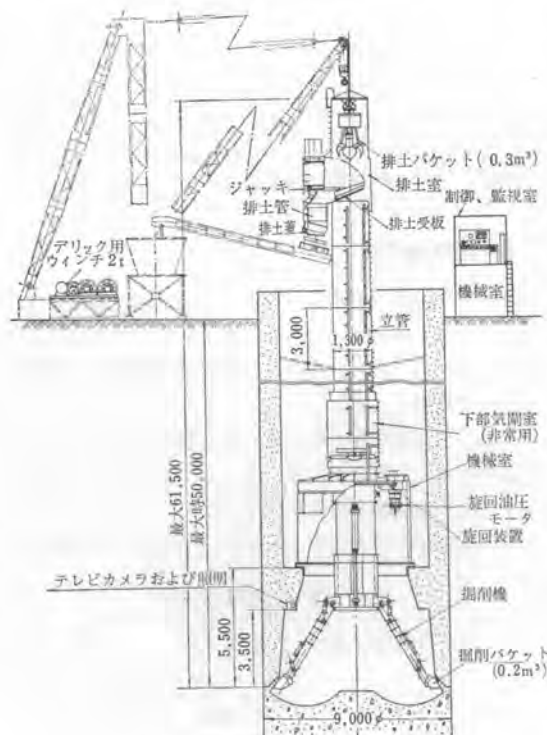 排土バケット(0.3m³)
排土室
制御、監視室
ジャッキ
排土管
排土蓋
排土受板
デリック用
ウィンチ2t
機械室
立管
3,000
1,300φ
下部気閘室
(非常用)
機械室
最大61,500
最大時50,000
旋回油圧
モータ
旋回装置
テレビカメラおよび照明
5,500
3,500
掘削機
掘削バケット
(0.2m³)
9,000φ